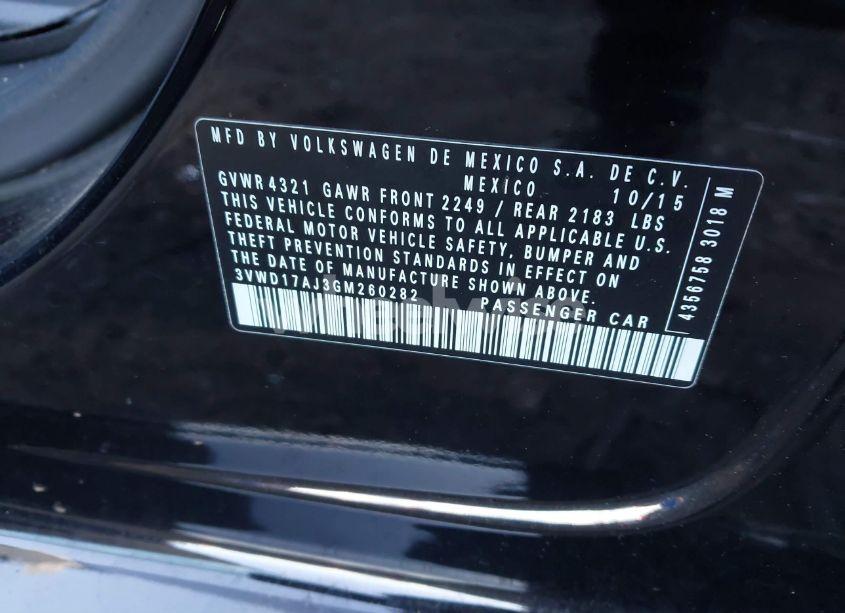 MFD BY VOLKSWAGEN DE MEXICO S.A. DE C.V.
MEXICO 10/15
GVWR 4321 GAWR FRONT 2249 / REAR 2183 LBS
THIS VEHICLE CONFORMS TO ALL APPLICABLE U.S.
FEDERAL MOTOR VEHICLE SAFETY, BUMPER AND
THEFT PREVENTION STANDARDS IN EFFECT ON
THE DATE OF MANUFACTURE SHOWN ABOVE.
3VWD17AJ3GM260282 PASSENGER CAR
4356758 3018 M